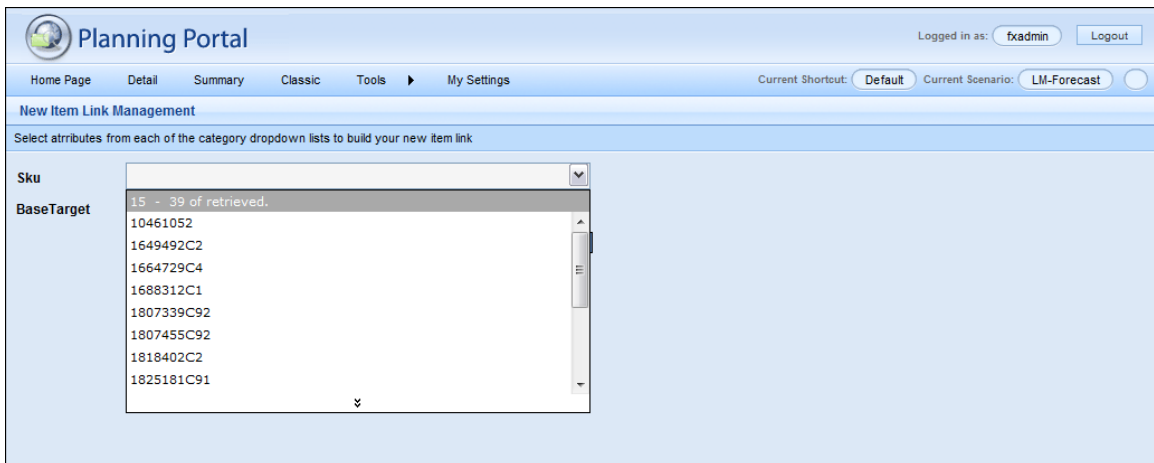 Planning Portal
Logged in as: fxadmin Logout
Home Page Detail Summary Classic Tools My Settings Current Shortcut: Default Current Scenario: LM-Forecast
New Item Link Management
Select atrributes from each of the category dropdown lists to build your new item link
Sku
15 - 39 of retrieved.
BaseTarget
10461052
1649492C2
1664729C4
1688312C1
1807339C92
1807455C92
1818402C2
1825181C91